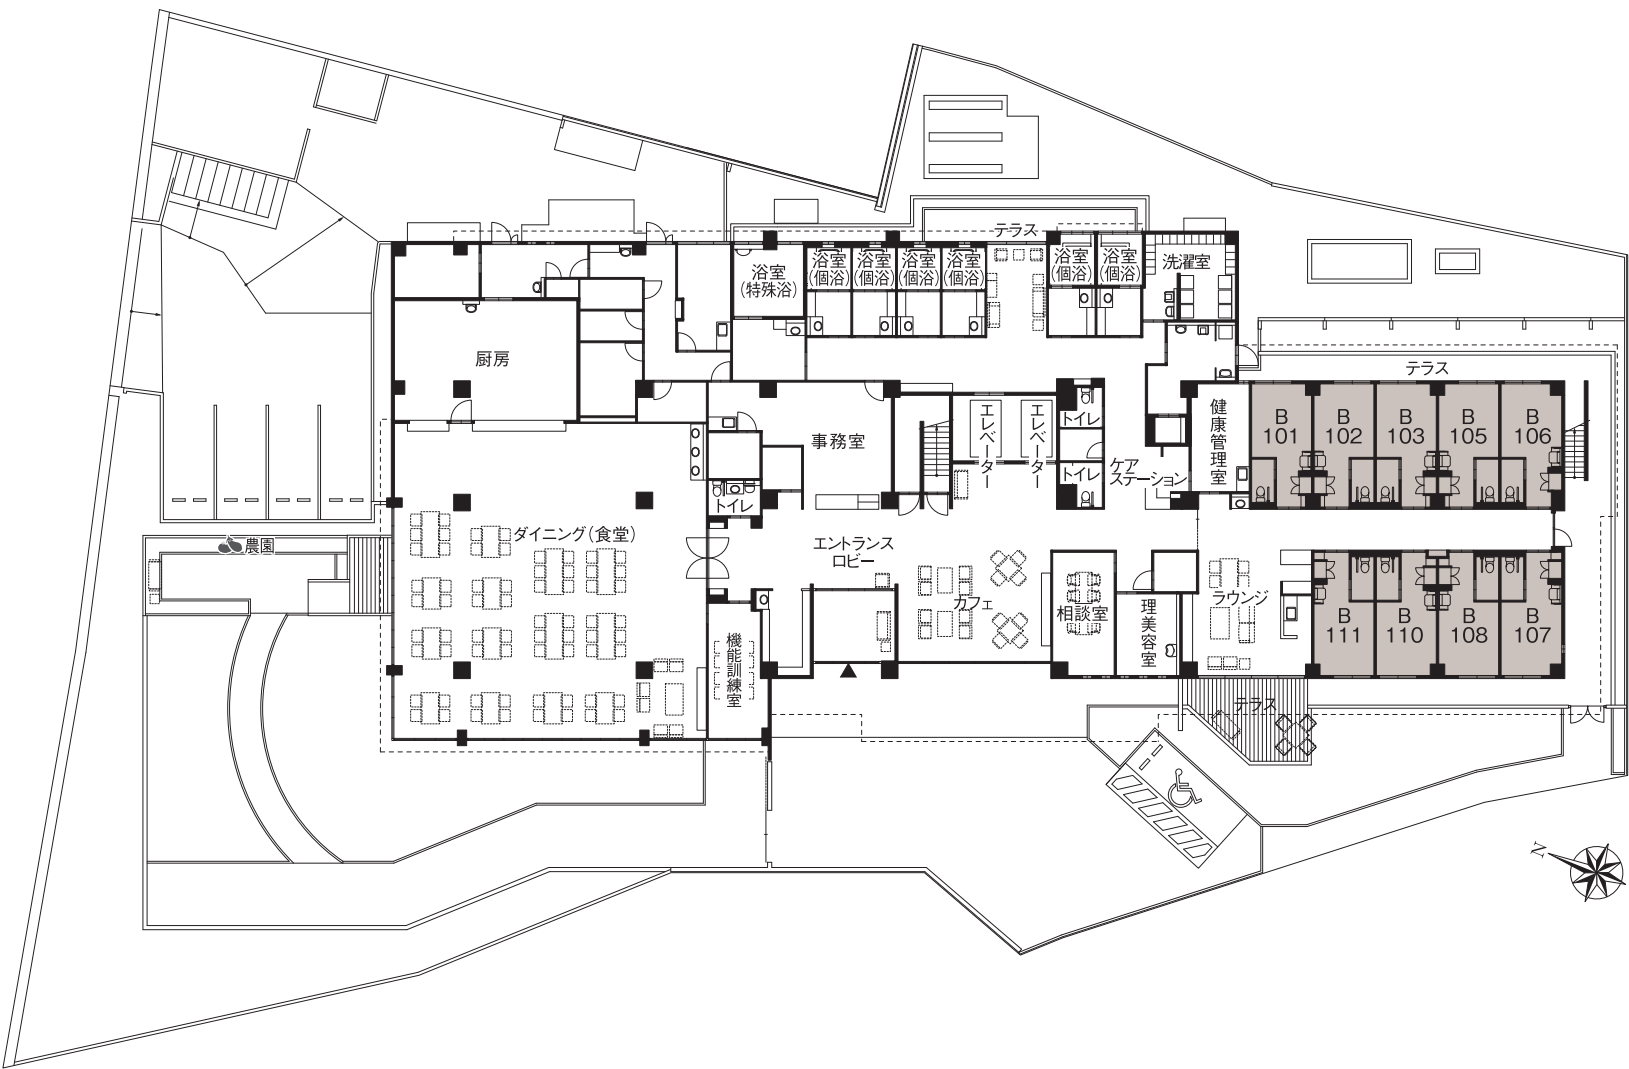 テラス
浴室
(特殊浴)
浴室
(個浴)
浴室
(個浴)
浴室
(個浴)
浴室
(個浴)
浴室
(個浴)
浴室
(個浴)
洗濯室
厨房
テラス
事務室
エレベーター
エレベーター
トイレ
トイレ
ケア
ステーション
健康管理室
B
101
B
102
B
103
B
105
B
106
トイレ
ダイニング(食堂)
農園
エントランス
ロビー
カフェ
相談室
理美容室
ラウンジ
B
111
B
110
B
108
B
107
機能訓練室
テラス
N